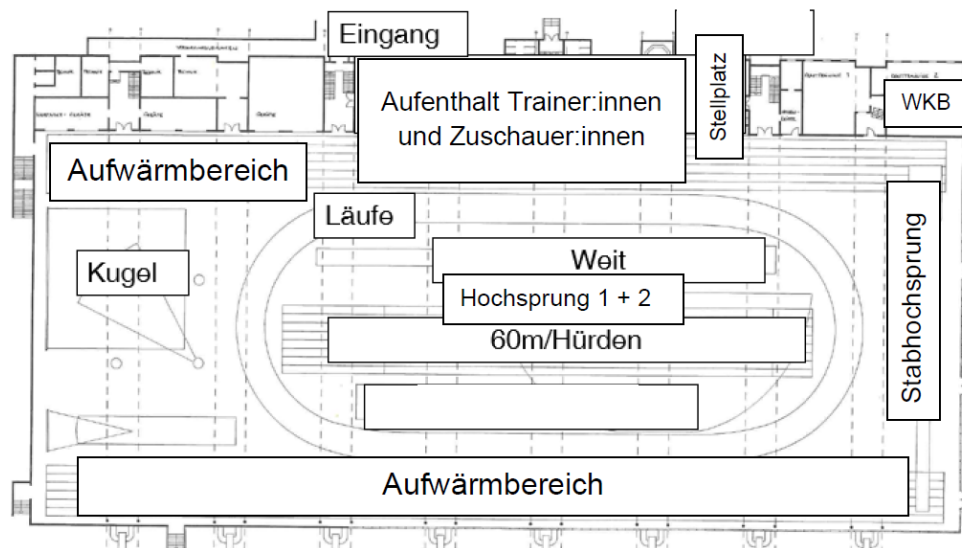 Eingang
Aufenthalt Trainer:innen
und Zuschauer:innen
Stellplatz
WKB
Aufwärmbereich
Läufe
Weit
Kugel
Hochsprung 1 + 2
60m/Hürden
Stabhochsprung
Aufwärmbereich